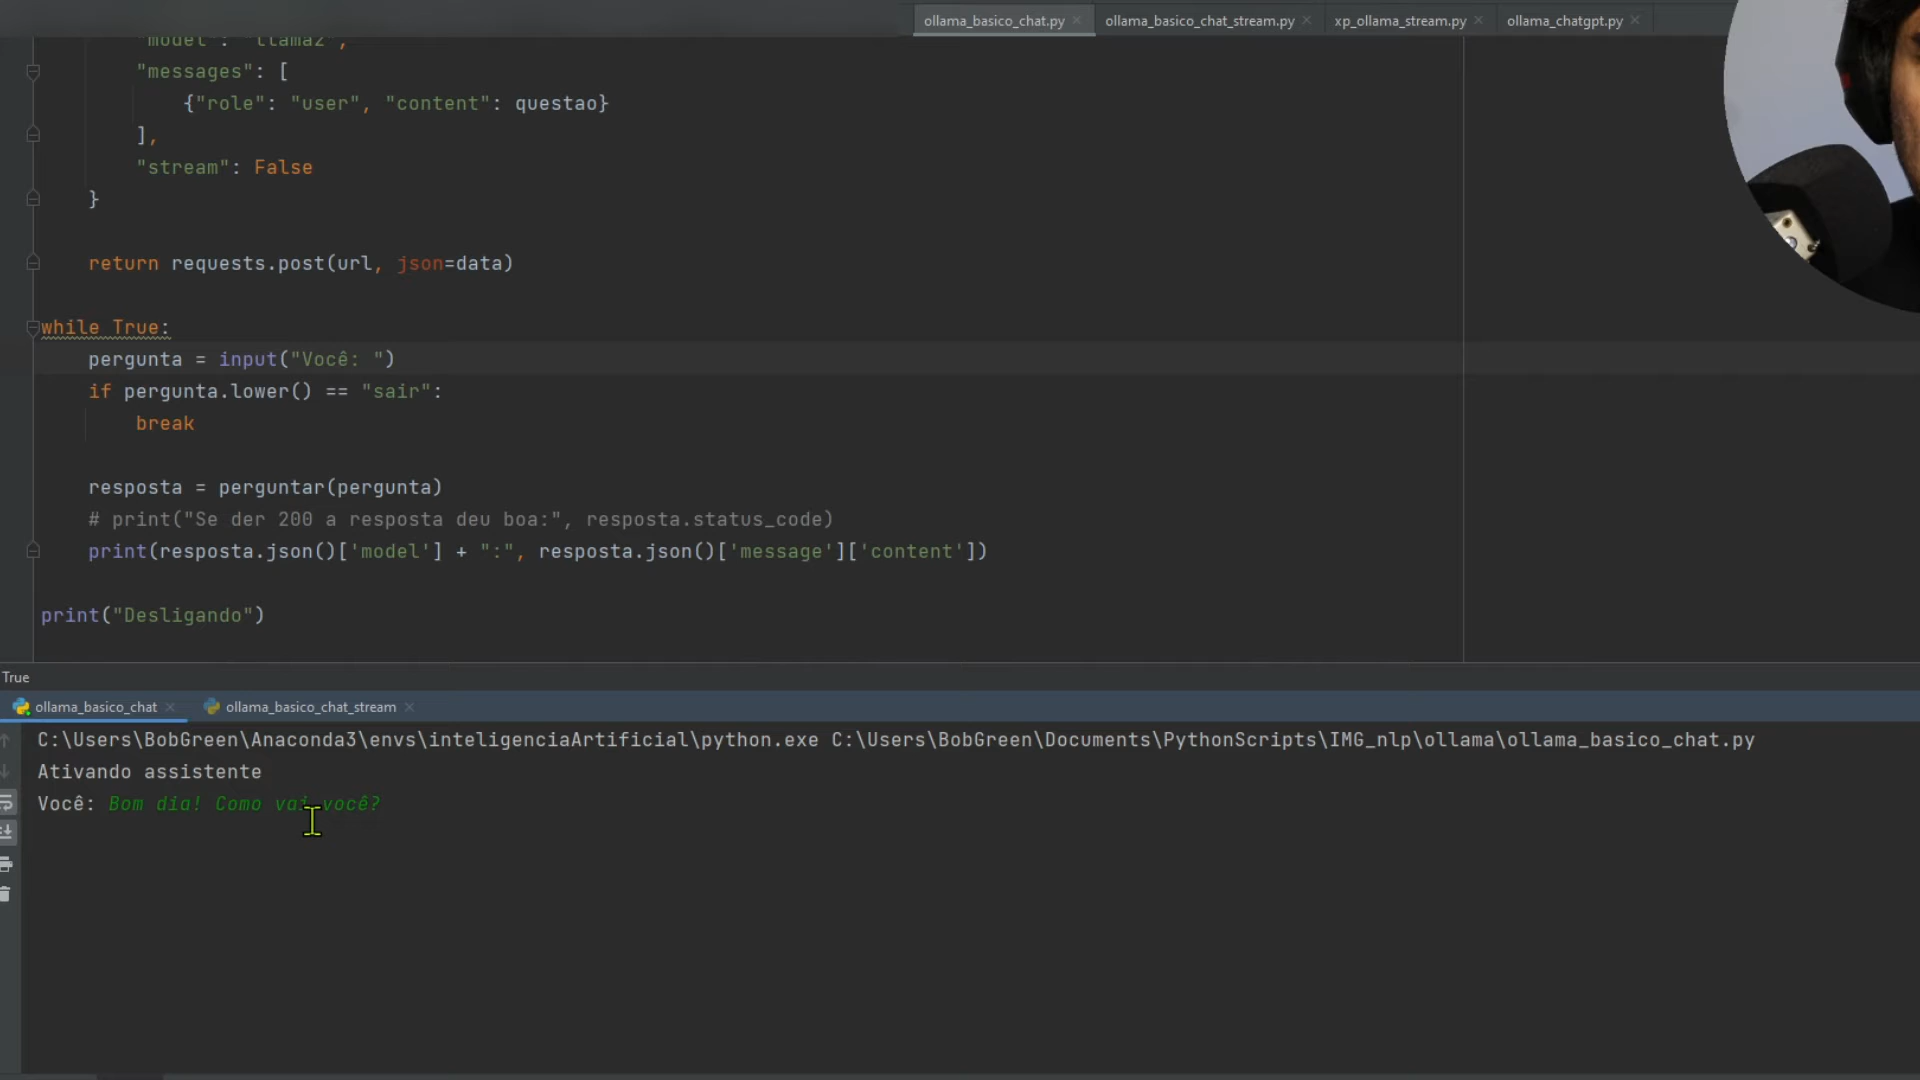 ollama_basico_chat.py
ollama_basico_chat_stream.py
xp_ollama_stream.py
ollama_chatgpt.py
"model": "llama2",
"messages": [
{"role": "user", "content": questao}
],
"stream": False
}
return requests.post(url, json=data)
while True:
pergunta = input("Você: ")
if pergunta.lower() == "sair":
break
resposta = perguntar(pergunta)
# print("Se der 200 a resposta deu boa:", resposta.status_code)
print(resposta.json()['model'] + ":", resposta.json()['message']['content'])
print("Desligando")
True
ollama_basico_chat
ollama_basico_chat_stream
C:\Users\BobGreen\Anaconda3\envs\inteligenciaArtificial\python.exe C:\Users\BobGreen\Documents\PythonScripts\IMG_nlp\ollama\ollama_basico_chat.py
Ativando assistente
Você: Bom dia! Como vai você?